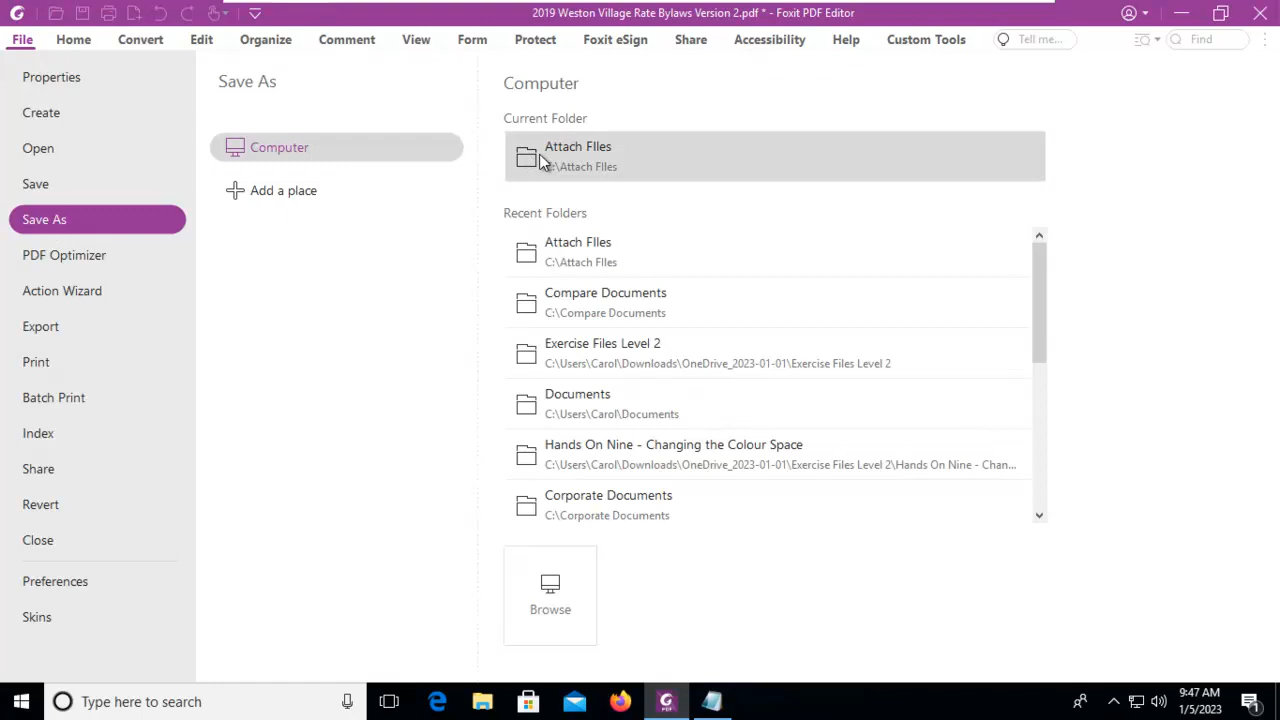 2019 Weston Village Rate Bylaws Version 2.pdf * - Foxit PDF Editor
File Home Convert Edit Organize Comment View Form Protect Foxit eSign Share Accessibility Help Custom Tools Tell me... Find
Properties
Create
Open
Save
Save As
PDF Optimizer
Action Wizard
Export
Print
Batch Print
Index
Share
Revert
Close
Preferences
Skins
Save As
Computer
Add a place
Computer
Current Folder
Attach FIles
\Attach FIles
Recent Folders
Attach FIles
C:\Attach FIles
Compare Documents
C:\Compare Documents
Exercise Files Level 2
C:\Users\Carol\Downloads\OneDrive_2023-01-01\Exercise Files Level 2
Documents
C:\Users\Carol\Documents
Hands On Nine - Changing the Colour Space
C:\Users\Carol\Downloads\OneDrive_2023-01-01\Exercise Files Level 2\Hands On Nine - Chan...
Corporate Documents
C:\Corporate Documents
Browse
Type here to search
PDF
9:47 AM
1/5/2023
1